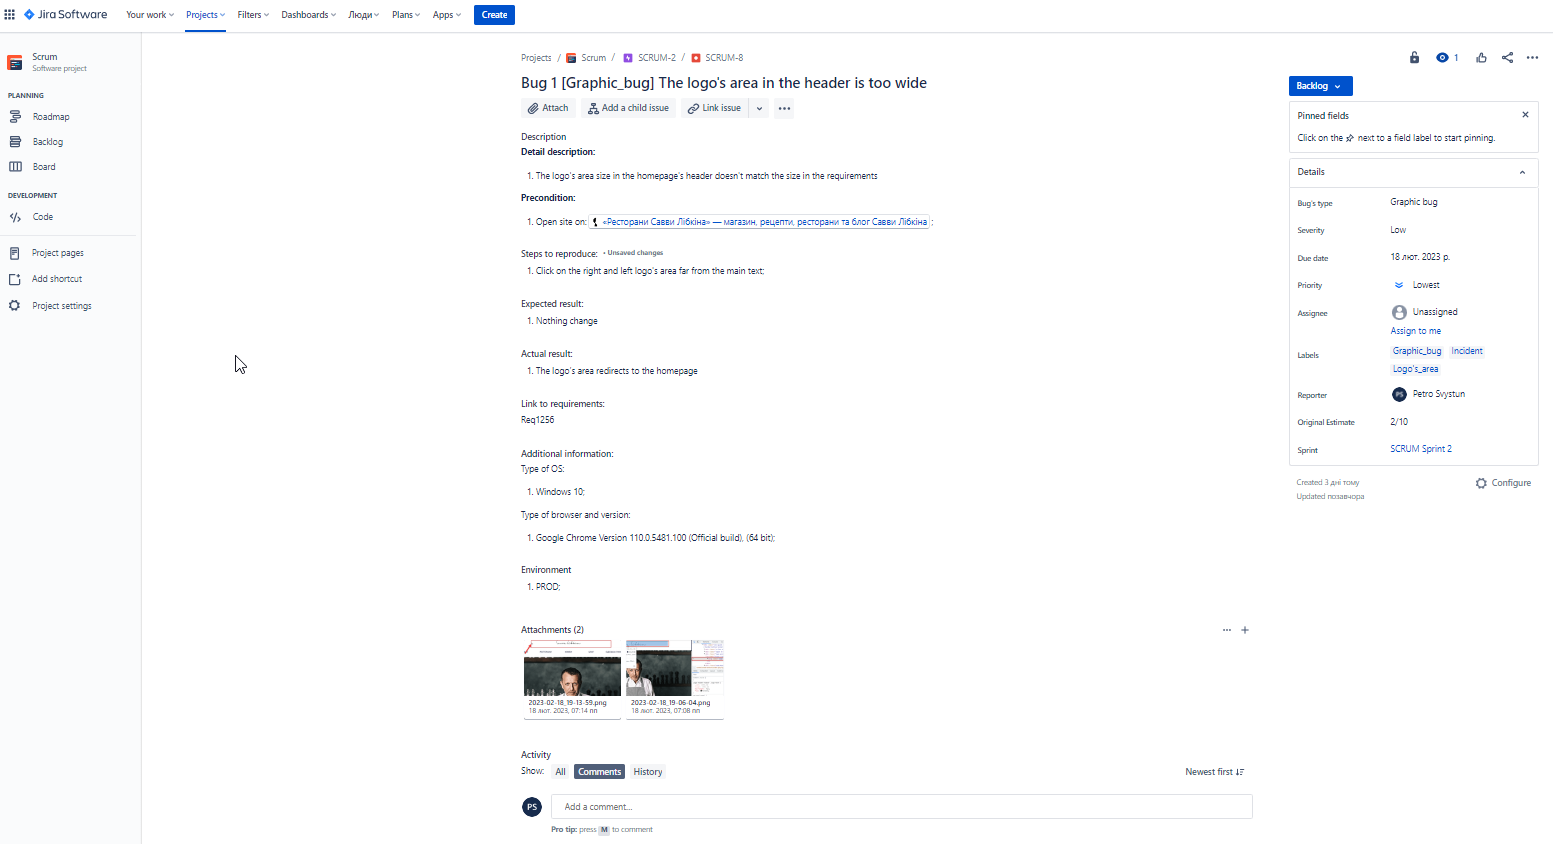 Jira Software
Your work
Projects
Filters
Dashboards
Люди
Plans
Apps
Create
Scrum
Software project
PLANNING
Roadmap
Backlog
Board
DEVELOPMENT
Code
Project pages
Add shortcut
Project settings
Projects / Scrum / SCRUM-2 / SCRUM-8
Bug 1 [Graphic_bug] The logo's area in the header is too wide
Attach
Add a child issue
Link issue
Description
Detail description:
1. The logo's area size in the homepage's header doesn't match the size in the requirements
Precondition:
1. Open site on: «Ресторани Савви Лібкіна» — магазин, рецепти, ресторани та блог Савви Лібкіна ;
Steps to reproduce: • Unsaved changes
1. Click on the right and left logo's area far from the main text;
Expected result:
1. Nothing change
Actual result:
1. The logo's area redirects to the homepage
Link to requirements:
Req1256
Additional information:
Type of OS:
1. Windows 10;
Type of browser and version:
1. Google Chrome Version 110.0.5481.100 (Official build), (64 bit);
Environment
1. PROD;
Attachments (2)
2023-02-18_19-13-59.png
18 лют. 2023, 07:14 пп
2023-02-18_19-06-04.png
18 лют. 2023, 07:08 пп
Activity
Show: All Comments History
Newest first
PS
Add a comment...
Pro tip: press M to comment
1
Backlog
Pinned fields
Click on the next to a field label to start pinning.
Details
Bug's type Graphic bug
Severity Low
Due date 18 лют. 2023 р.
Priority Lowest
Assignee Unassigned
Assign to me
Labels Graphic_bug Incident
Logo's_area
Reporter PS Petro Svystun
Original Estimate 2/10
Sprint SCRUM Sprint 2
Created 3 дні тому
Updated позавчора
Configure